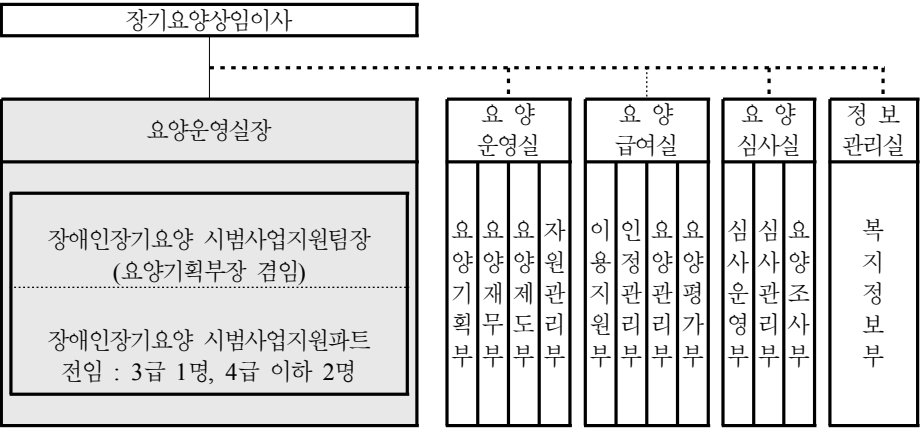 장기요양상임이사
요양운영실장
장애인장기요양 시범사업지원팀장
(요양기획부장 겸임)
장애인장기요양 시범사업지원파트
전임 : 3급 1명, 4급 이하 2명
요 양
운영실
요양기획부
요양재무부
요양제도부
자원관리부
요 양
급여실
이용지원부
인정관리부
요양관리부
요양평가부
요 양
심사실
심사운영부
심사관리부
요양조사부
정 보
관리실
복지정보부